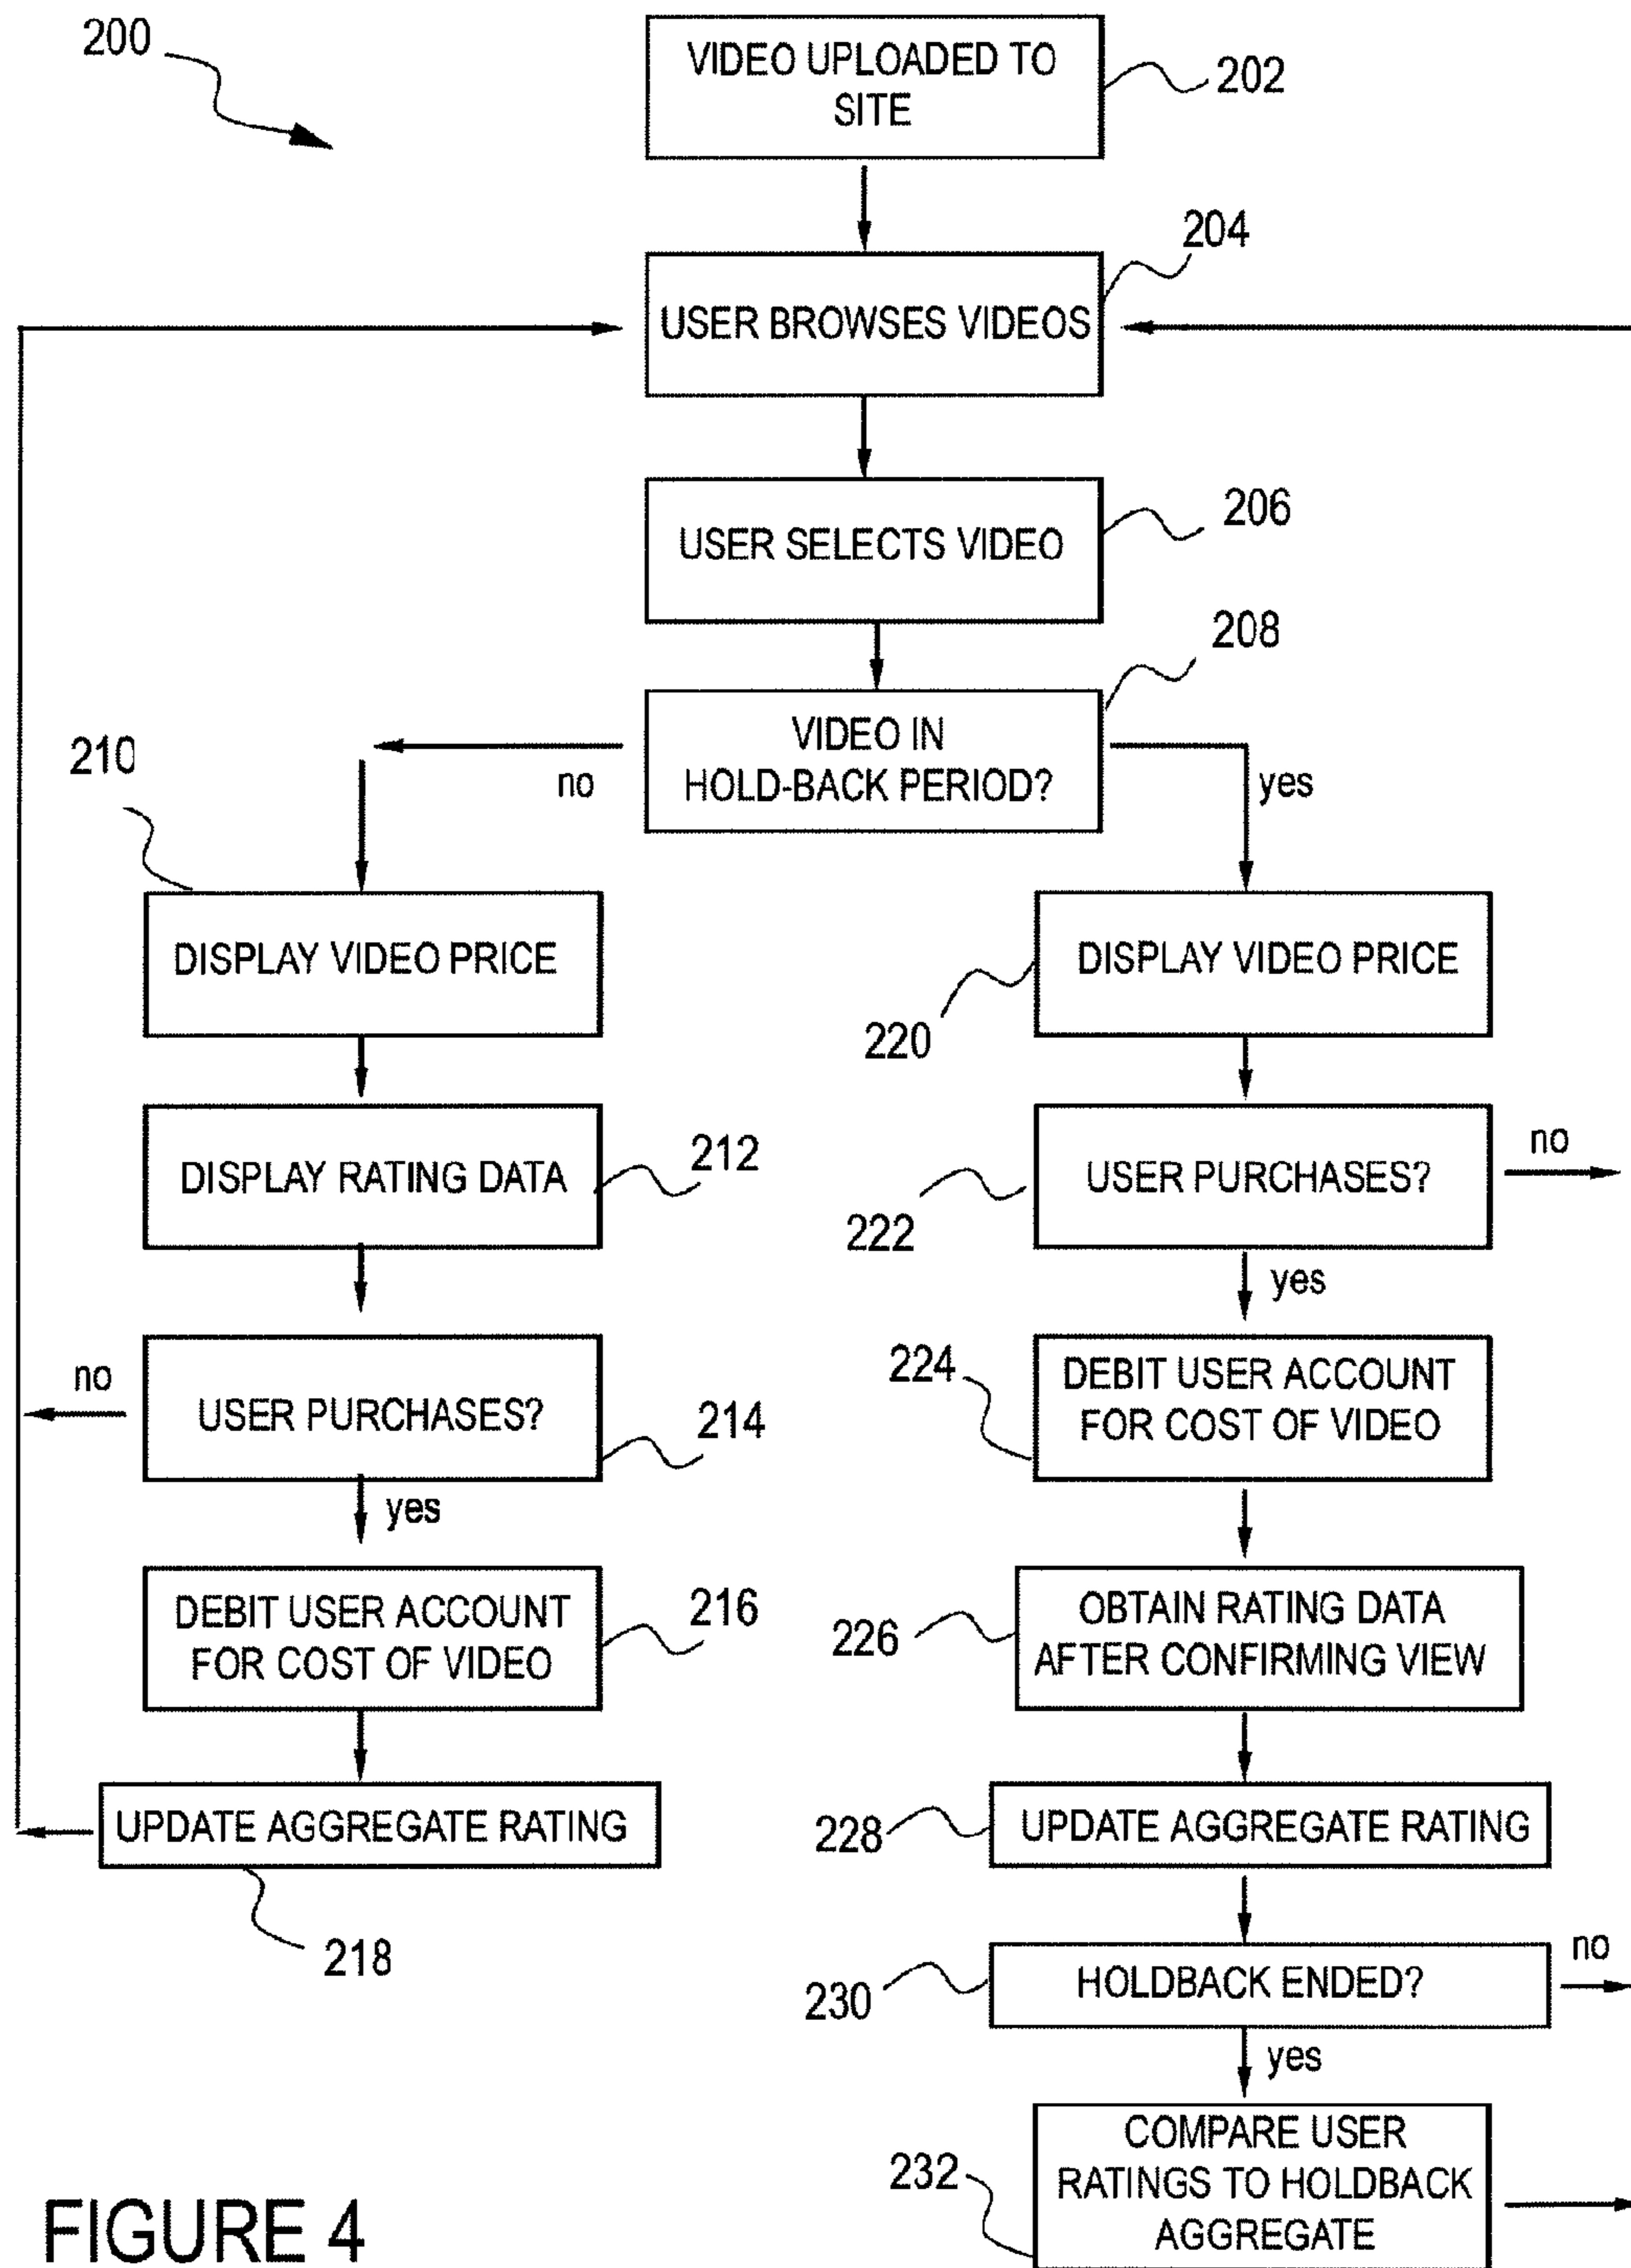 200
VIDEO UPLOADED TO
SITE
202
204
USER BROWSES VIDEOS
206
USER SELECTS VIDEO
208
VIDEO IN
HOLD-BACK PERIOD?
no
yes
210
DISPLAY VIDEO PRICE
DISPLAY VIDEO PRICE
220
DISPLAY RATING DATA
212
USER PURCHASES?
no
222
yes
no
USER PURCHASES?
214
224
DEBIT USER ACCOUNT
FOR COST OF VIDEO
yes
DEBIT USER ACCOUNT
FOR COST OF VIDEO
216
226
OBTAIN RATING DATA
AFTER CONFIRMING VIEW
UPDATE AGGREGATE RATING
218
228
UPDATE AGGREGATE RATING
230
HOLDBACK ENDED?
no
yes
232
COMPARE USER
RATINGS TO HOLDBACK
AGGREGATE
FIGURE 4